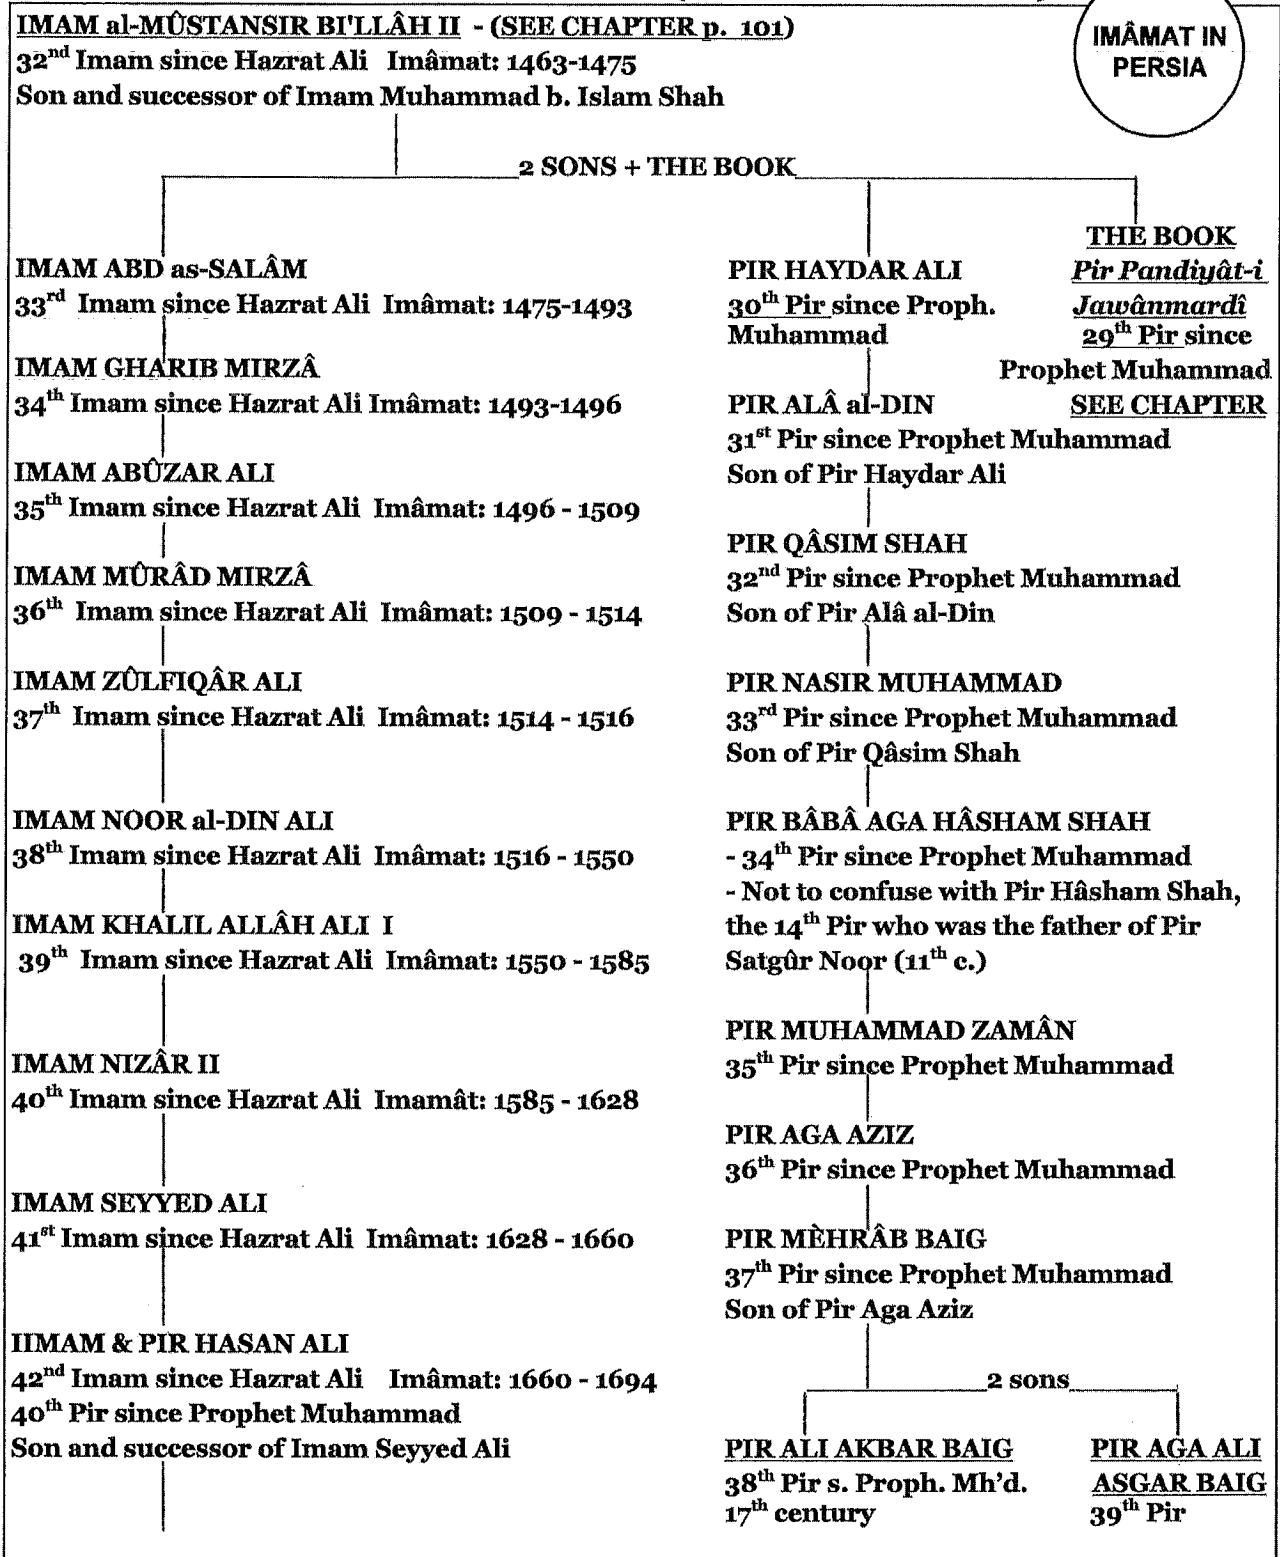 IMAM al-MÛSTANSIR BI'LLÂH II - (SEE CHAPTER p. 101)
32nd Imam since Hazrat Ali Imâmat: 1463-1475
Son and successor of Imam Muhammad b. Islam Shah
IMÂMAT IN
PERSIA
2 SONS + THE BOOK
IMAM ABD as-SALÂM
33rd Imam since Hazrat Ali Imâmat: 1475-1493
IMAM GHARIB MIRZÂ
34th Imam since Hazrat Ali Imâmat: 1493-1496
IMAM ABÛZAR ALI
35th Imam since Hazrat Ali Imâmat: 1496 - 1509
IMAM MÛRÂD MIRZÂ
36th Imam since Hazrat Ali Imâmat: 1509 - 1514
IMAM ZÛLFIQÂR ALI
37th Imam since Hazrat Ali Imâmat: 1514 - 1516
IMAM NOOR al-DIN ALI
38th Imam since Hazrat Ali Imâmat: 1516 - 1550
IMAM KHALIL ALLÂH ALI I
39th Imam since Hazrat Ali Imâmat: 1550 - 1585
IMAM NIZÂR II
40th Imam since Hazrat Ali Imamât: 1585 - 1628
IMAM SEYYED ALI
41st Imam since Hazrat Ali Imâmat: 1628 - 1660
IIMAM & PIR HASAN ALI
42nd Imam since Hazrat Ali Imâmat: 1660 - 1694
40th Pir since Prophet Muhammad
Son and successor of Imam Seyyed Ali
PIR HAYDAR ALI
30th Pir since Proph.
Muhammad
PIR ALÂ al-DIN
31st Pir since Prophet Muhammad
Son of Pir Haydar Ali
PIR QÂSIM SHAH
32nd Pir since Prophet Muhammad
Son of Pir Alâ al-Din
PIR NASIR MUHAMMAD
33rd Pir since Prophet Muhammad
Son of Pir Qâsim Shah
PIR BÂBÂ AGA HÂSHAM SHAH
- 34th Pir since Prophet Muhammad
- Not to confuse with Pir Hâsham Shah,
the 14th Pir who was the father of Pir
Satgûr Noor (11th c.)
PIR MUHAMMAD ZAMÂN
35th Pir since Prophet Muhammad
PIR AGA AZIZ
36th Pir since Prophet Muhammad
PIR MÈHRÂB BAIG
37th Pir since Prophet Muhammad
Son of Pir Aga Aziz
2 sons
PIR ALI AKBAR BAIG
38th Pir s. Proph. Mh'd.
17th century
PIR AGA ALI
ASGAR BAIG
39th Pir
THE BOOK
Pir Pandiyât-i
Jawânmardî
29th Pir since
Prophet Muhammad
SEE CHAPTER